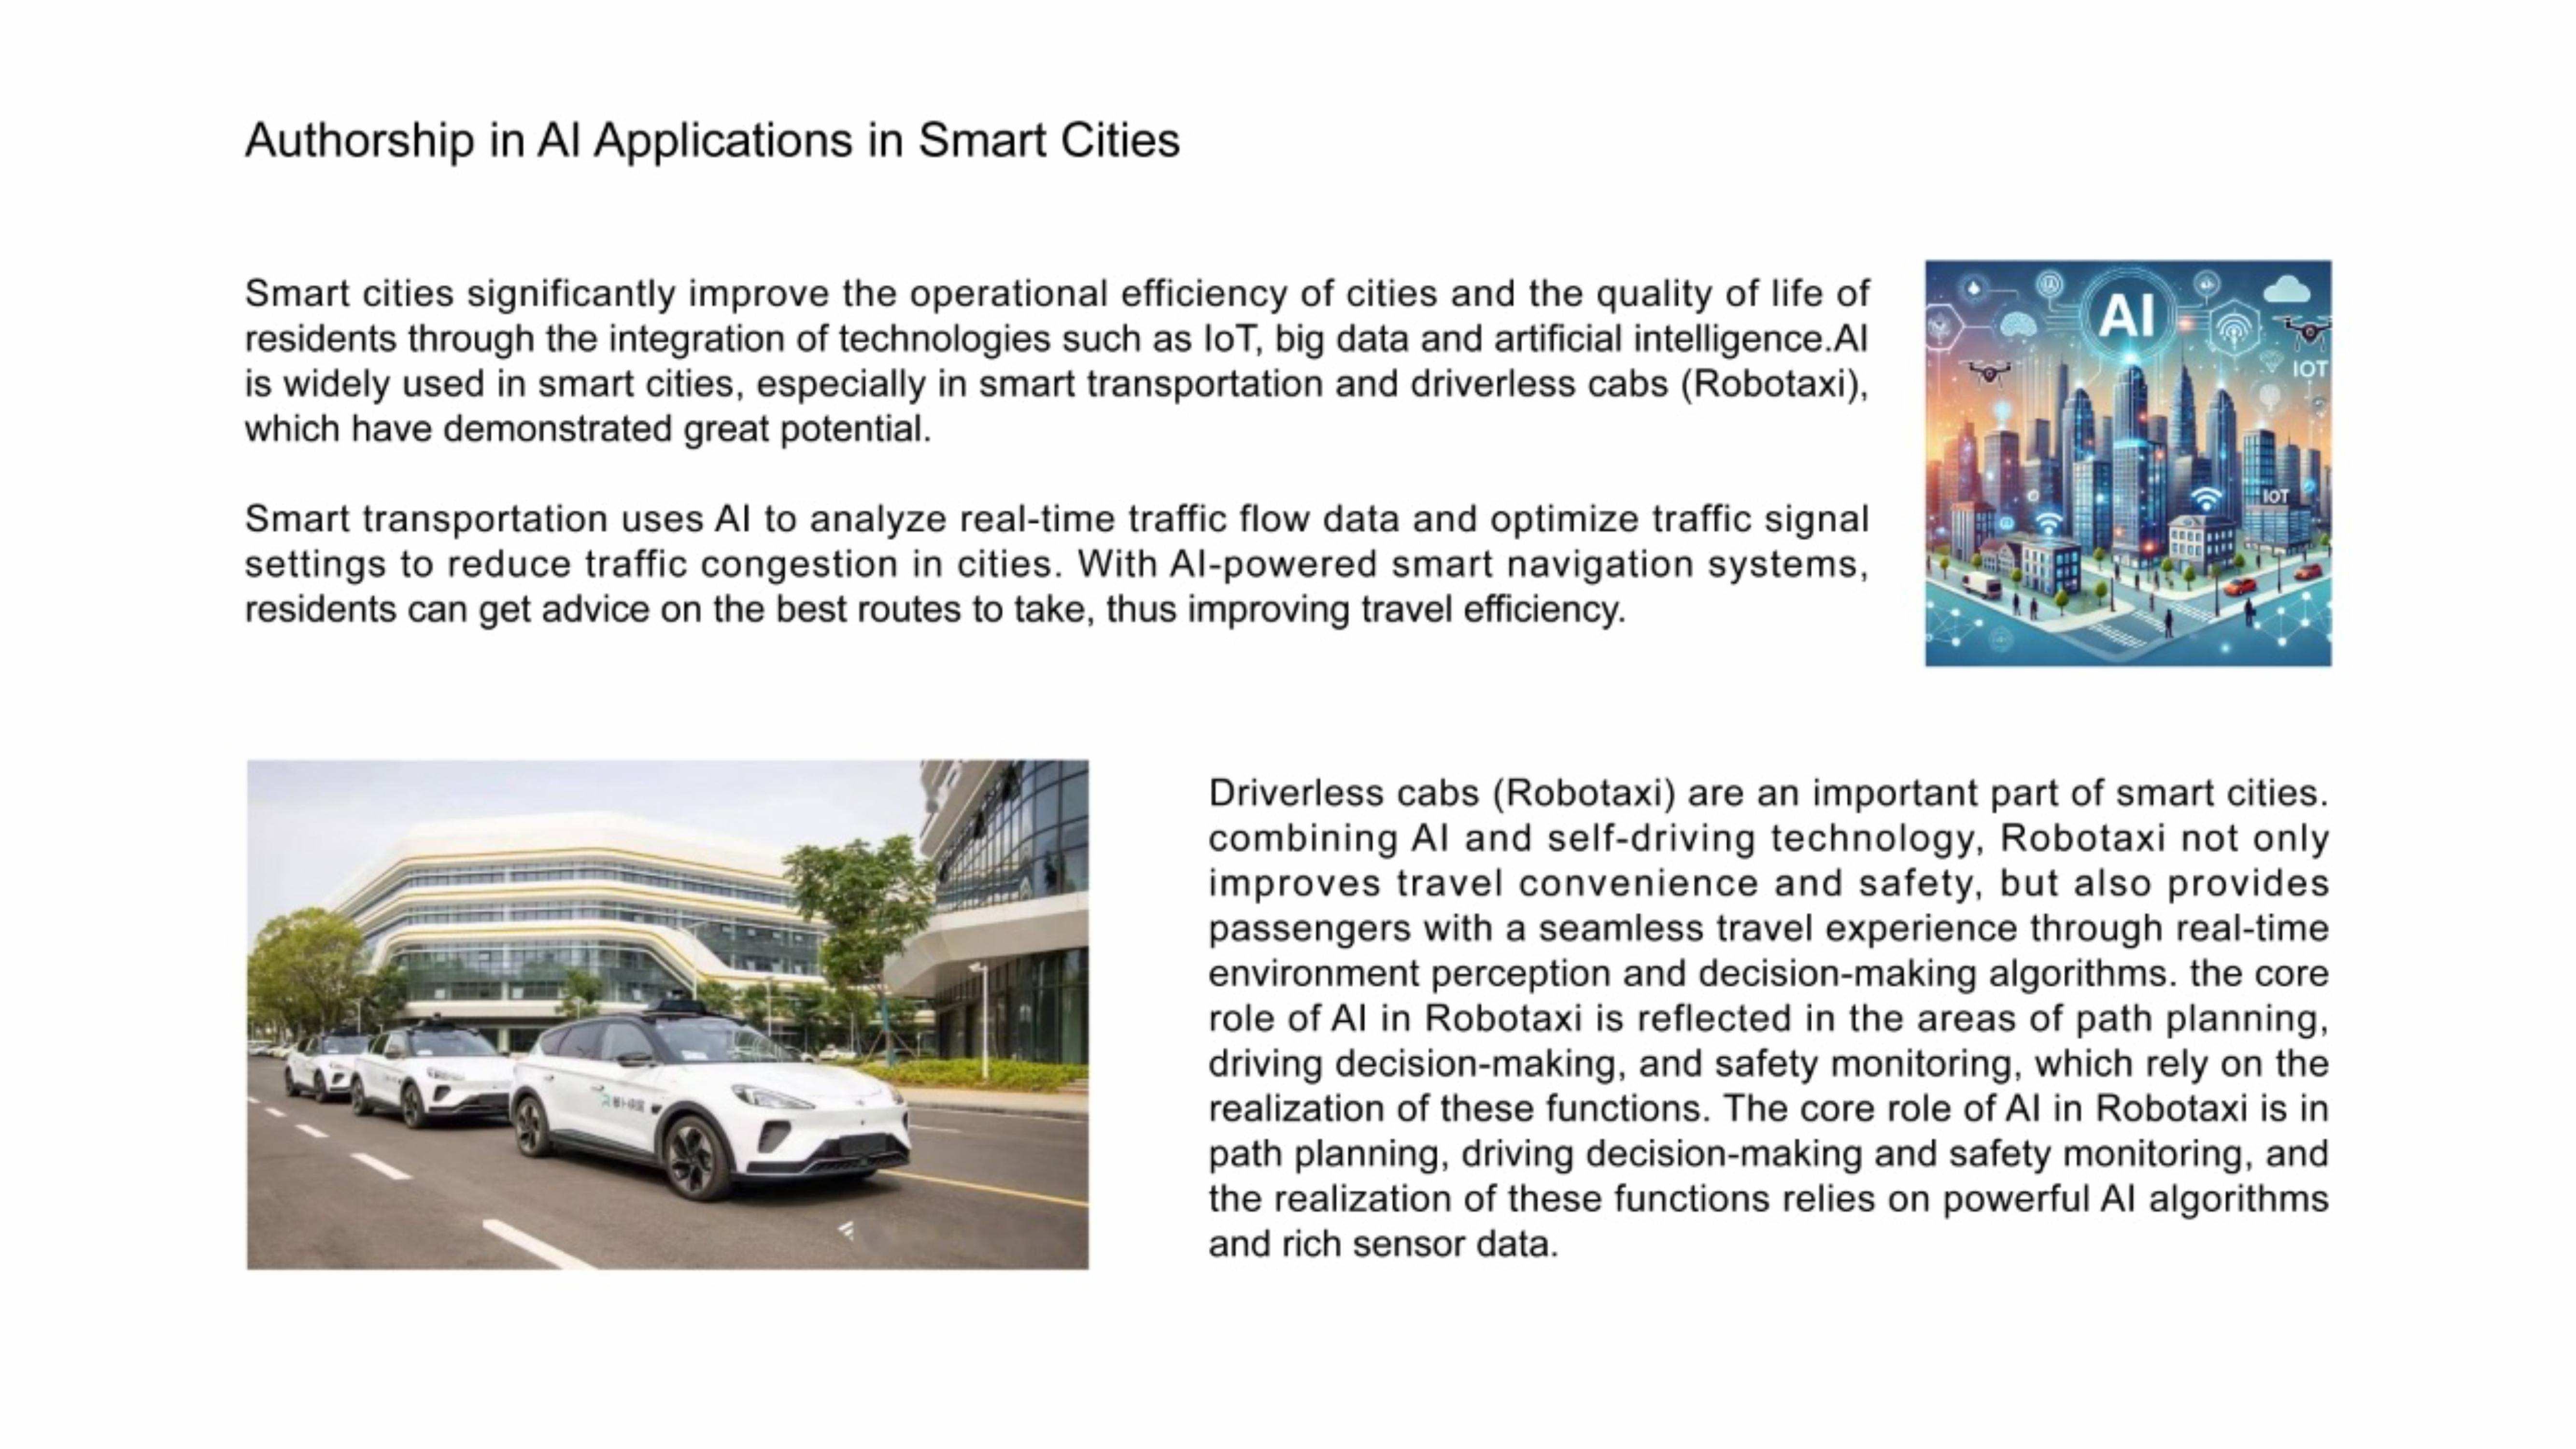 Authorship in AI Applications in Smart Cities
Smart cities significantly improve the operational efficiency of cities and the quality of life of
residents through the integration of technologies such as IoT, big data and artificial intelligence.AI
is widely used in smart cities, especially in smart transportation and driverless cabs (Robotaxi),
which have demonstrated great potential.
Smart transportation uses AI to analyze real-time traffic flow data and optimize traffic signal
settings to reduce traffic congestion in cities. With AI-powered smart navigation systems,
residents can get advice on the best routes to take, thus improving travel efficiency.
AI
IOT
IOT
Driverless cabs (Robotaxi) are an important part of smart cities.
combining AI and self-driving technology, Robotaxi not only
improves travel convenience and safety, but also provides
passengers with a seamless travel experience through real-time
environment perception and decision-making algorithms. the core
role of AI in Robotaxi is reflected in the areas of path planning,
driving decision-making, and safety monitoring, which rely on the
realization of these functions. The core role of AI in Robotaxi is in
path planning, driving decision-making and safety monitoring, and
the realization of these functions relies on powerful AI algorithms
and rich sensor data.